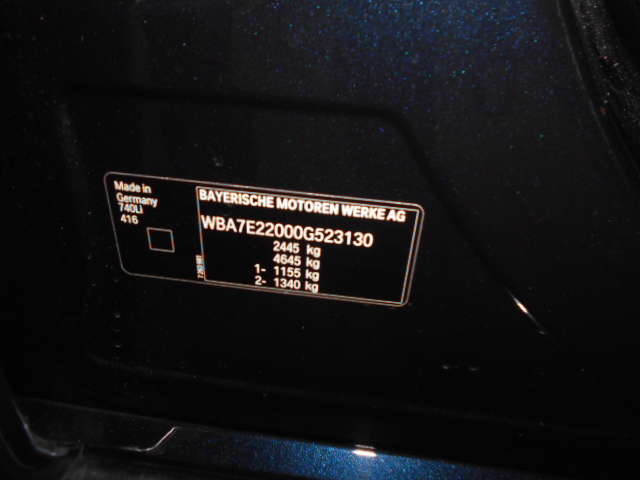 Made in
Germany
740Li
416
BAYERISCHE MOTOREN WERKE AG
WBA7E22000G523130
2445 kg
4645 kg
1- 1155 kg
2- 1340 kg